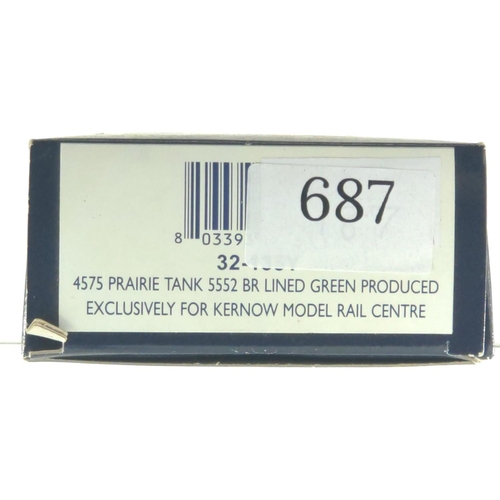 687
8 0339
4575 PRAIRIE TANK 5552 BR LINED GREEN PRODUCED
EXCLUSIVELY FOR KERNOW MODEL RAIL CENTRE